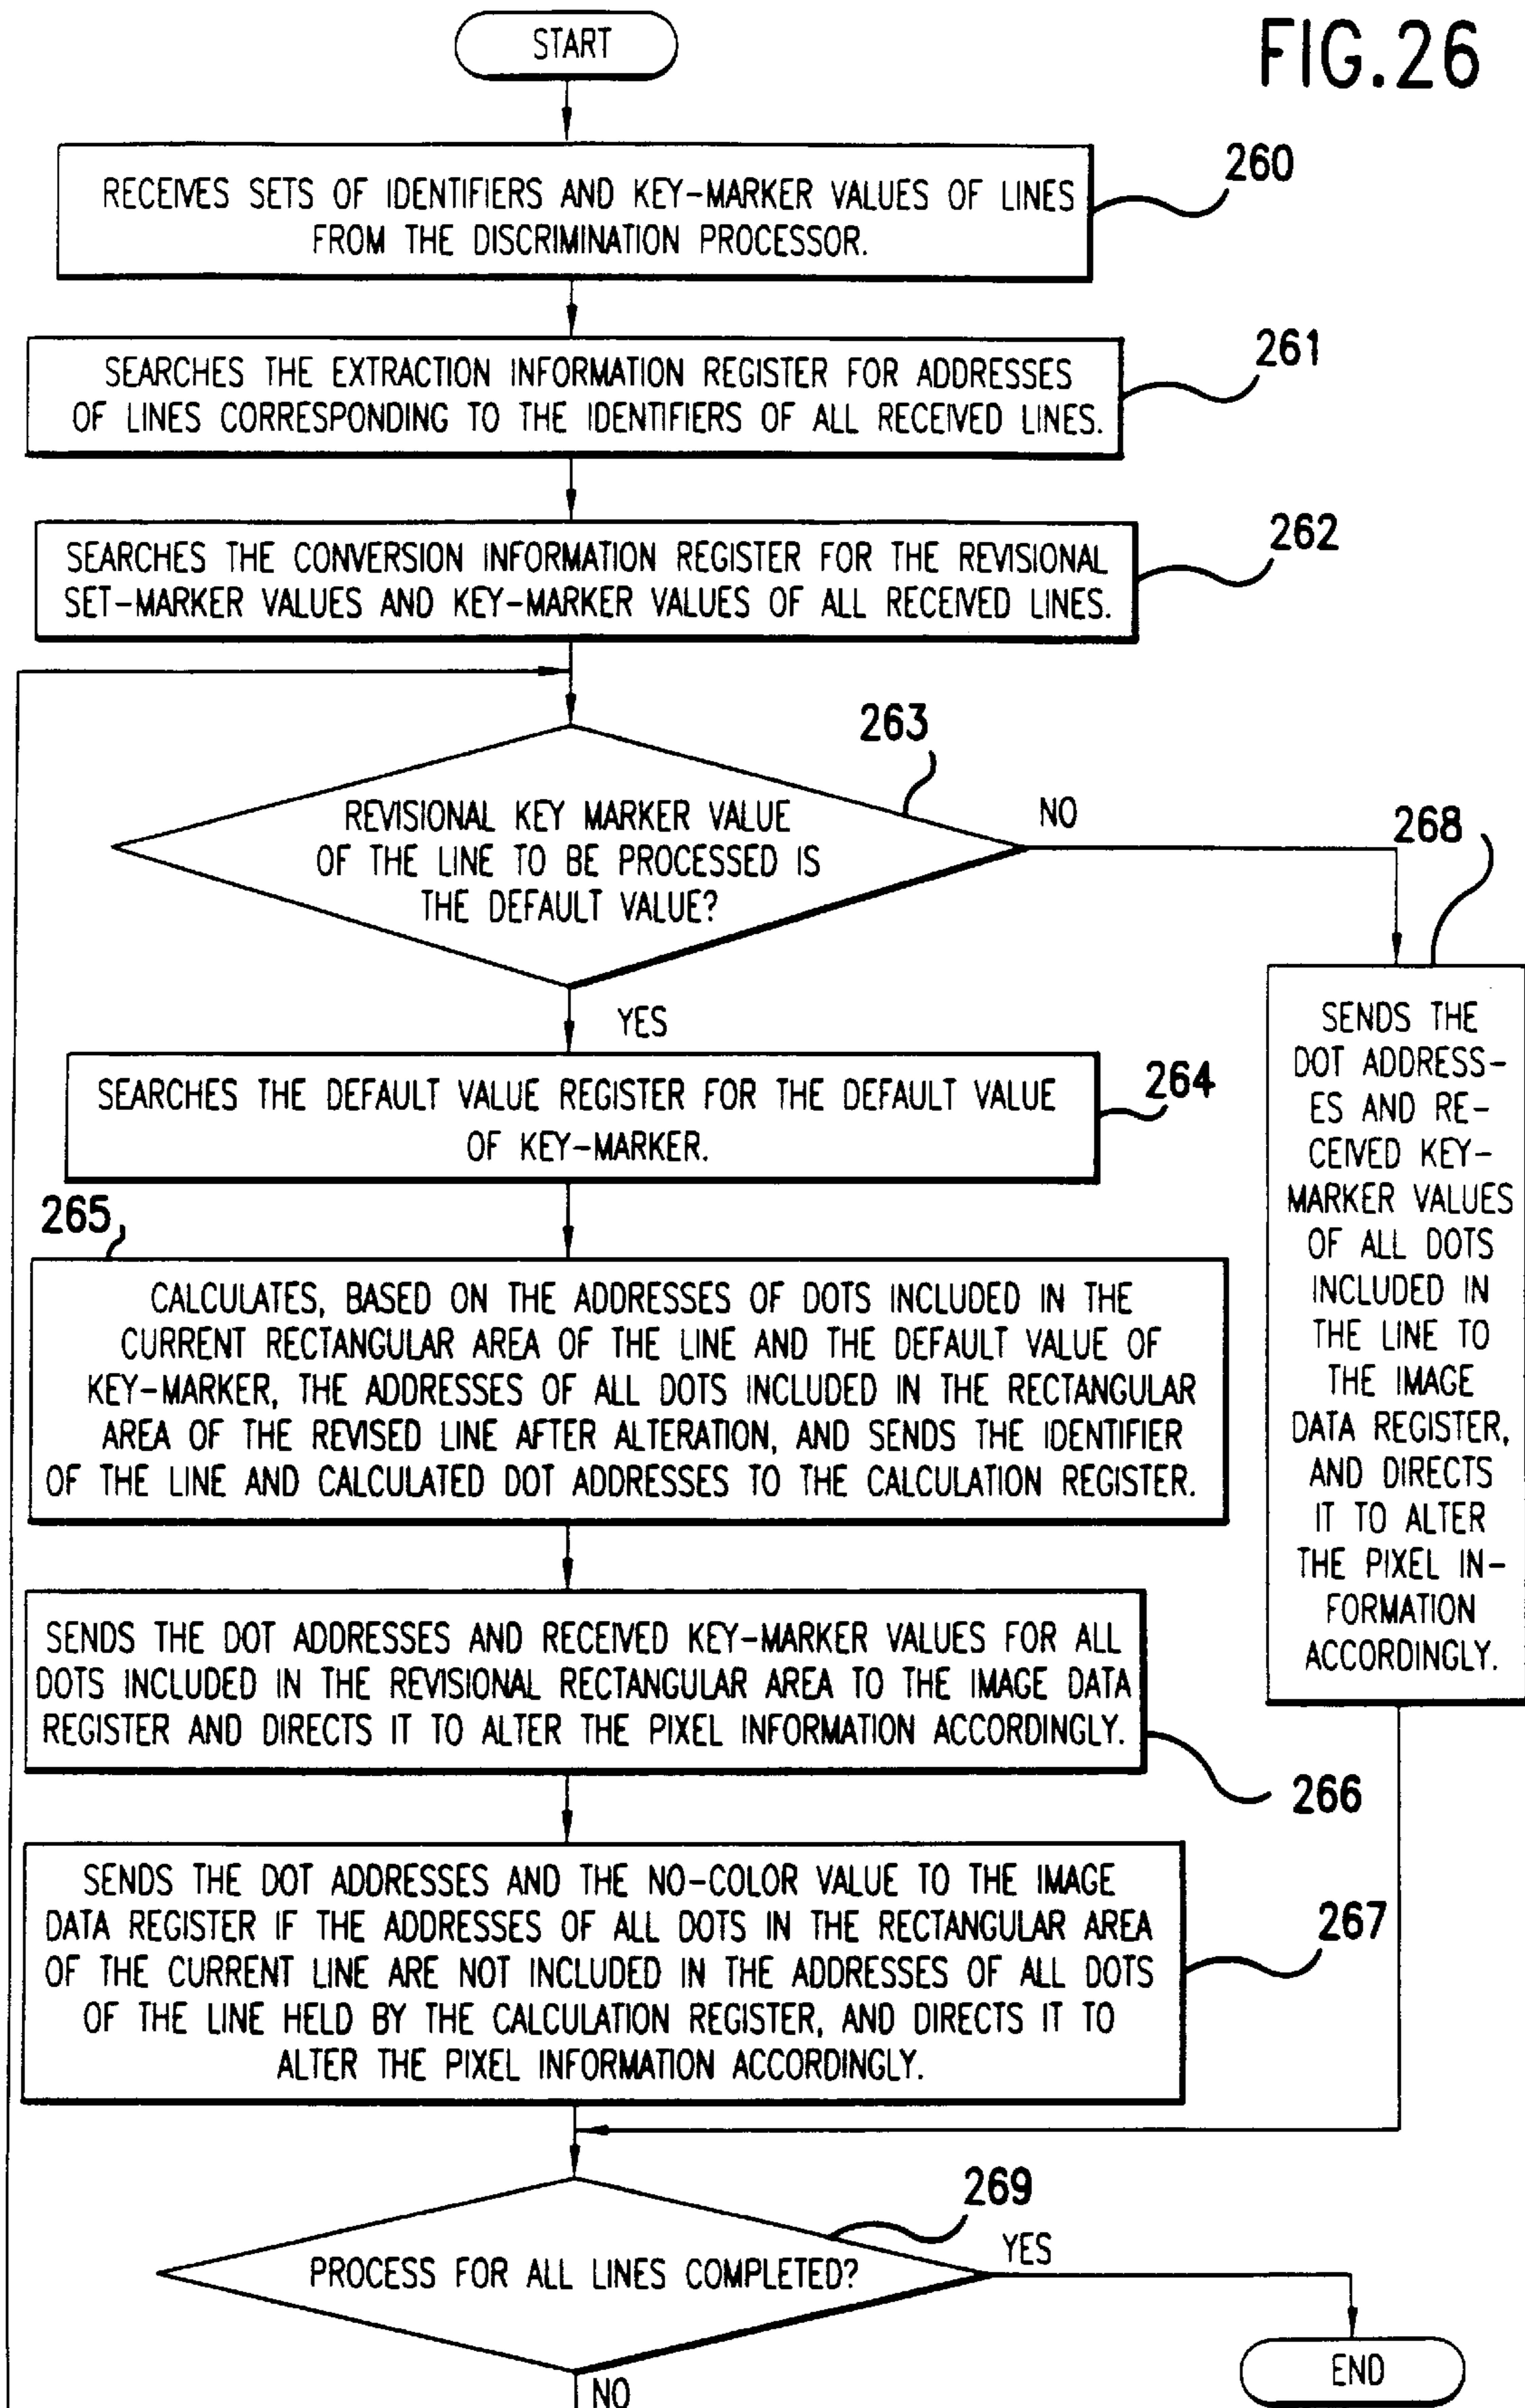 START
FIG.26
260
RECEIVES SETS OF IDENTIFIERS AND KEY-MARKER VALUES OF LINES
FROM THE DISCRIMINATION PROCESSOR.
261
SEARCHES THE EXTRACTION INFORMATION REGISTER FOR ADDRESSES
OF LINES CORRESPONDING TO THE IDENTIFIERS OF ALL RECEIVED LINES.
262
SEARCHES THE CONVERSION INFORMATION REGISTER FOR THE REVISIONAL
SET-MARKER VALUES AND KEY-MARKER VALUES OF ALL RECEIVED LINES.
263
REVISIONAL KEY MARKER VALUE
OF THE LINE TO BE PROCESSED IS
THE DEFAULT VALUE?
NO
268
YES
SENDS THE
DOT ADDRESS-
ES AND RE-
CEIVED KEY-
MARKER VALUES
OF ALL DOTS
INCLUDED IN
THE LINE TO
THE IMAGE
DATA REGISTER,
AND DIRECTS
IT TO ALTER
THE PIXEL IN-
FORMATION
ACCORDINGLY.
264
SEARCHES THE DEFAULT VALUE REGISTER FOR THE DEFAULT VALUE
OF KEY-MARKER.
265
CALCULATES, BASED ON THE ADDRESSES OF DOTS INCLUDED IN THE
CURRENT RECTANGULAR AREA OF THE LINE AND THE DEFAULT VALUE OF
KEY-MARKER, THE ADDRESSES OF ALL DOTS INCLUDED IN THE RECTANGULAR
AREA OF THE REVISED LINE AFTER ALTERATION, AND SENDS THE IDENTIFIER
OF THE LINE AND CALCULATED DOT ADDRESSES TO THE CALCULATION REGISTER.
SENDS THE DOT ADDRESSES AND RECEIVED KEY-MARKER VALUES FOR ALL
DOTS INCLUDED IN THE REVISIONAL RECTANGULAR AREA TO THE IMAGE DATA
REGISTER AND DIRECTS IT TO ALTER THE PIXEL INFORMATION ACCORDINGLY.
266
SENDS THE DOT ADDRESSES AND THE NO-COLOR VALUE TO THE IMAGE
DATA REGISTER IF THE ADDRESSES OF ALL DOTS IN THE RECTANGULAR AREA
OF THE CURRENT LINE ARE NOT INCLUDED IN THE ADDRESSES OF ALL DOTS
OF THE LINE HELD BY THE CALCULATION REGISTER, AND DIRECTS IT TO
ALTER THE PIXEL INFORMATION ACCORDINGLY.
267
269
PROCESS FOR ALL LINES COMPLETED?
YES
END
NO